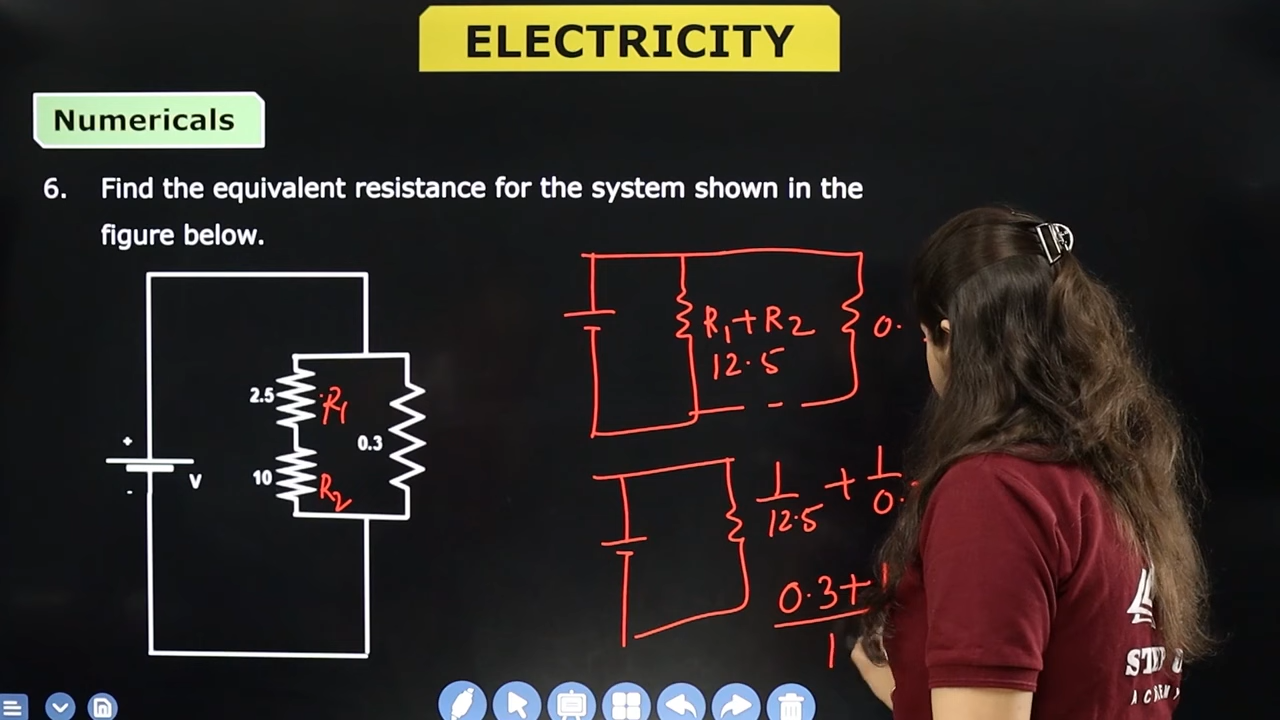 ELECTRICITY
Numericals
6. Find the equivalent resistance for the system shown in the
figure below.
2.5 R1
0.3
10 R2
+
-
V
R1+R2
12.5
0.
1/12.5 + 1/0.
0.3+
1